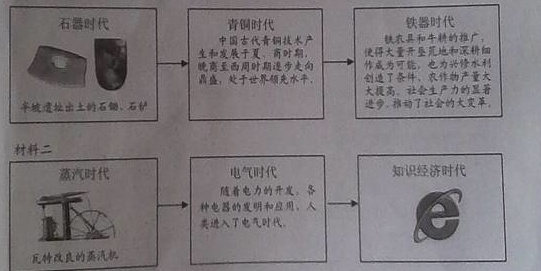 石器时代
半坡遗址出土的石锄、石铲
青铜时代
中国古代青铜技术产
生和发展于夏、商时期,
晚商至西周时期逐步走向
鼎盛,处于世界领先水平。
铁器时代
铁农具和牛耕的推广,
使得大量开垦荒地和深耕细
作成为可能,也为兴修水利
创造了条件、农作物产量大
大提高、社会生产力的显著
进步,推动了社会的大变革。
材料二
蒸汽时代
瓦特改良的蒸汽机
电气时代
随着电力的开发,各
种电器的发明和应用、人
类进入了电气时代。
知识经济时代